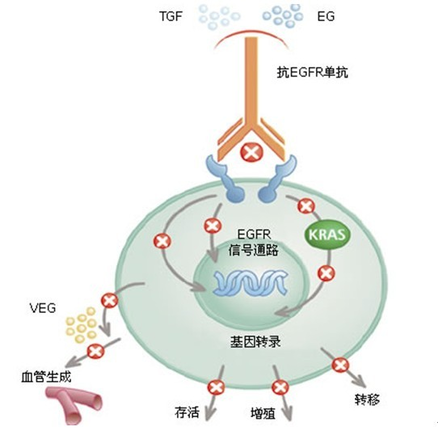 TGF
EG
抗EGFR单抗
EGFR
信号通路
KRAS
VEG
基因转录
血管生成
存活
增殖
转移